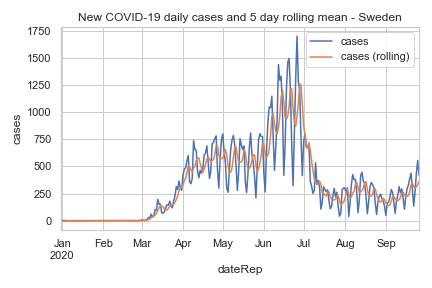 New COVID-19 daily cases and 5 day rolling mean - Sweden
1750
1500
1250
1000
750
500
250
0
cases
cases
cases (rolling)
Jan Feb Mar Apr May Jun Jul Aug Sep
2020
dateRep